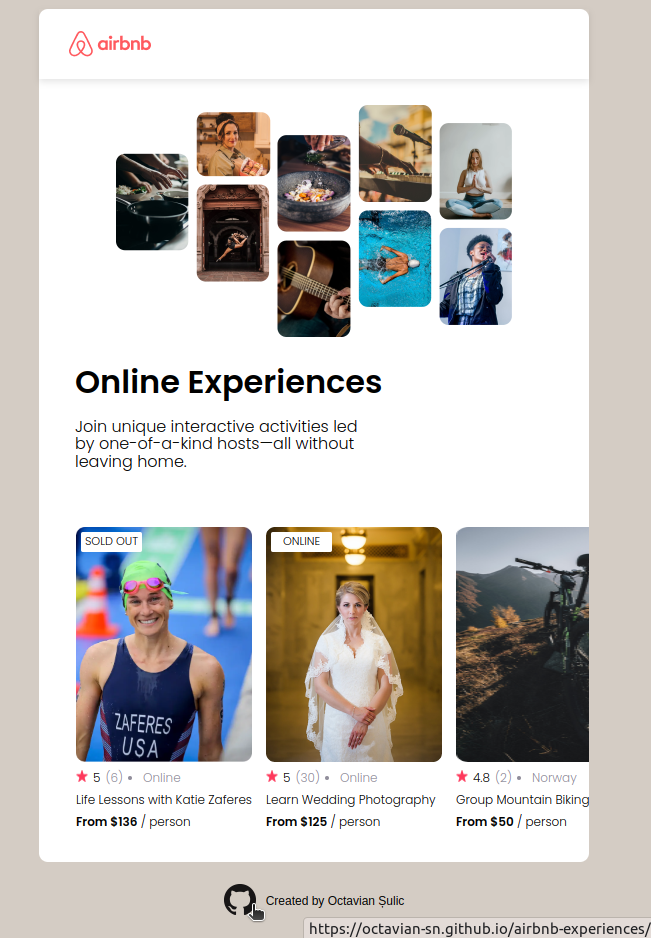 airbnb
Online Experiences
Join unique interactive activities led
by one-of-a-kind hosts—all without
leaving home.
SOLD OUT
ZAFERES
USA
5 (6) • Online
Life Lessons with Katie Zaferes
From $136 / person
ONLINE
5 (30) • Online
Learn Wedding Photography
From $125 / person
4.8 (2) • Norway
Group Mountain Biking
From $50 / person
Created by Octavian Șulic
https://octavian-sn.github.io/airbnb-experiences/